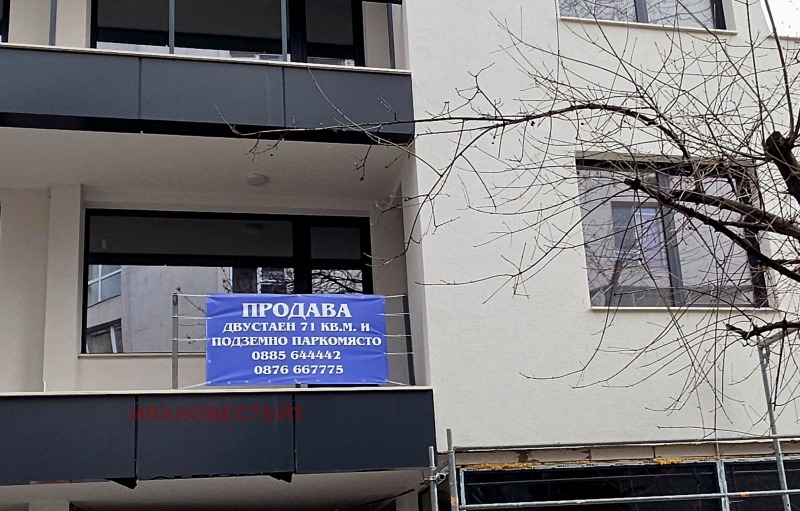 ПРОДАВА
ДВУСТАЕН 71 КВ.М. И
ПОДЗЕМНО ПАРКОМЯСТО
0885 644442
0876 667775
ИВАНОВЕСТЕЙТ